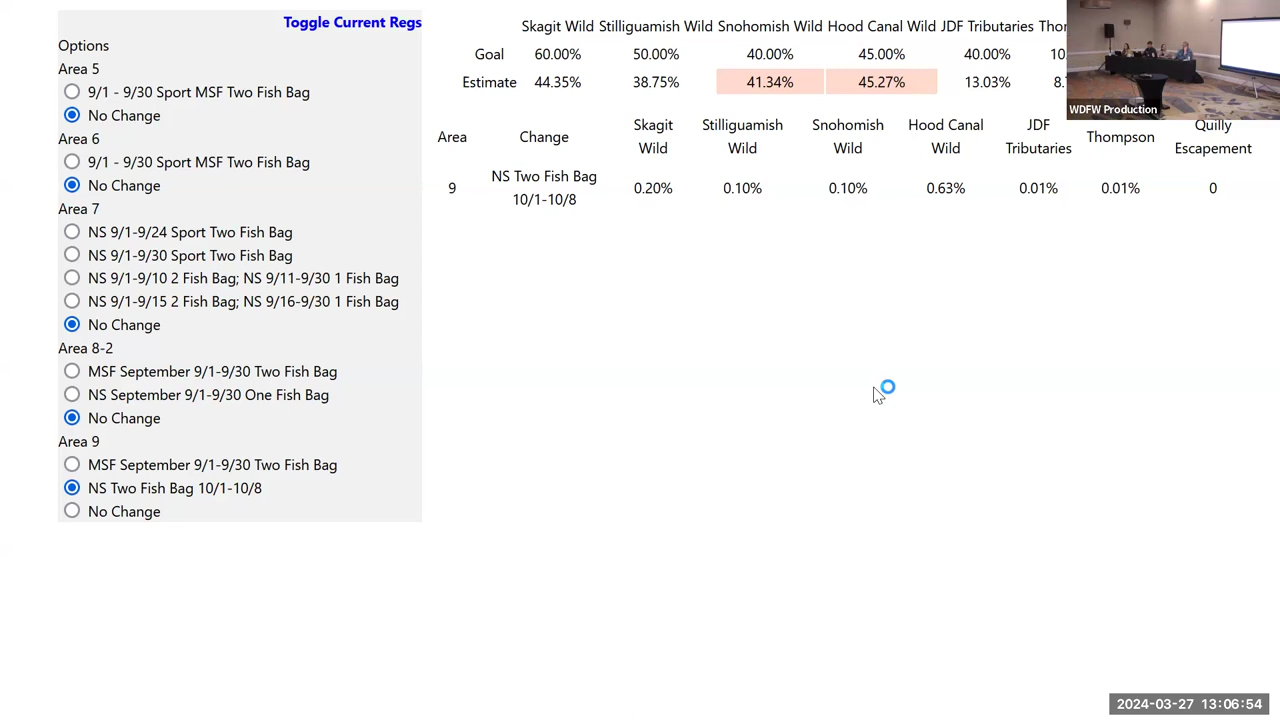 Toggle Current Regs
Options
Area 5
9/1 - 9/30 Sport MSF Two Fish Bag
No Change
Area 6
9/1 - 9/30 Sport MSF Two Fish Bag
No Change
Area 7
NS 9/1-9/24 Sport Two Fish Bag
NS 9/1-9/30 Sport Two Fish Bag
NS 9/1-9/10 2 Fish Bag; NS 9/11-9/30 1 Fish Bag
NS 9/1-9/15 2 Fish Bag; NS 9/16-9/30 1 Fish Bag
No Change
Area 8-2
MSF September 9/1-9/30 Two Fish Bag
NS September 9/1-9/30 One Fish Bag
No Change
Area 9
MSF September 9/1-9/30 Two Fish Bag
NS Two Fish Bag 10/1-10/8
No Change
Skagit Wild Stilliguamish Wild Snohomish Wild Hood Canal Wild JDF Tributaries
Goal 60.00% 50.00% 40.00% 45.00% 40.00%
Estimate 44.35% 38.75% 41.34% 45.27% 13.03%
WDFW Production
Area Change Skagit Wild Stilliguamish Wild Snohomish Wild Hood Canal Wild JDF Tributaries Thompson Quilly Escapement
9 NS Two Fish Bag 10/1-10/8 0.20% 0.10% 0.10% 0.63% 0.01% 0.01% 0
2024-03-27 13:06:54